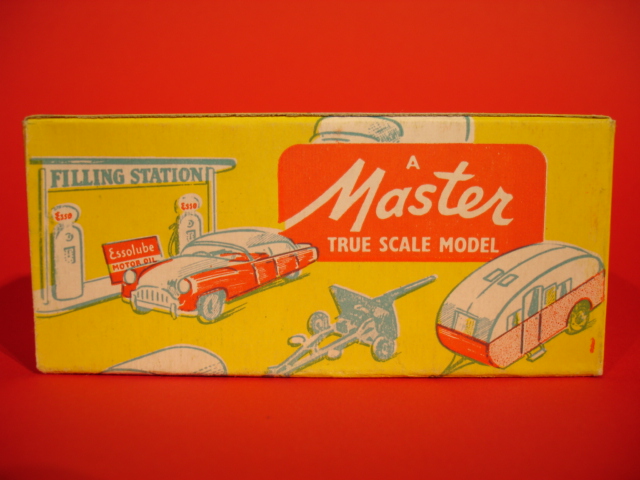 A
Master
TRUE SCALE MODEL
FILLING STATION
Esso
Esso
Essolube
MOTOR OIL